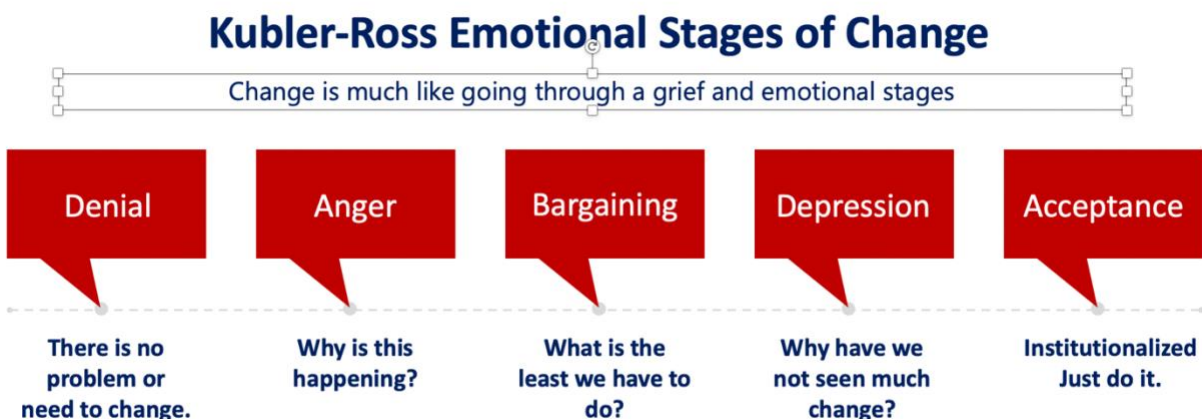 Kubler-Ross Emotional Stages of Change
Change is much like going through a grief and emotional stages
Denial
Anger
Bargaining
Depression
Acceptance
There is no
problem or
need to change.
Why is this
happening?
What is the
least we have to
do?
Why have we
not seen much
change?
Institutionalized
Just do it.